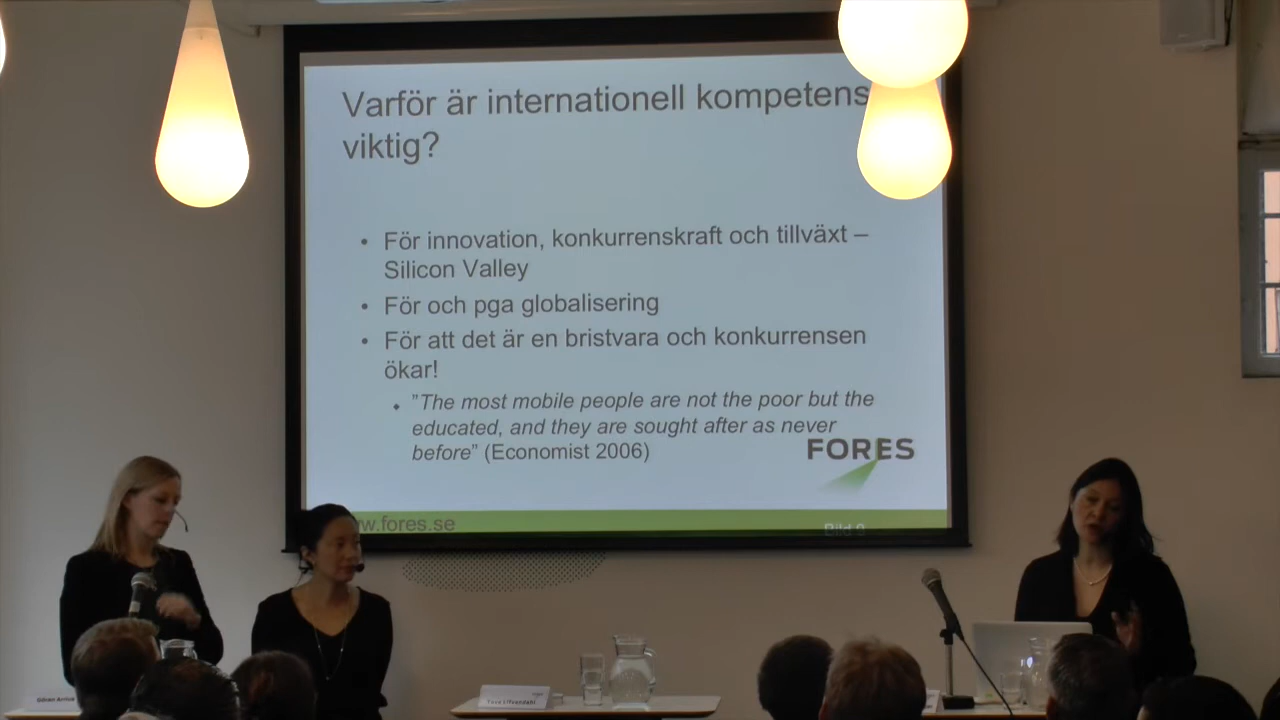 Varför är internationell kompetens
viktig?
• För innovation, konkurrenskraft och tillväxt –
Silicon Valley
• För och pga globalisering
• För att det är en bristvara och konkurrensen
ökar!
"The most mobile people are not the poor but the
educated, and they are sought after as never
before" (Economist 2006)
FORES
w.fores.se